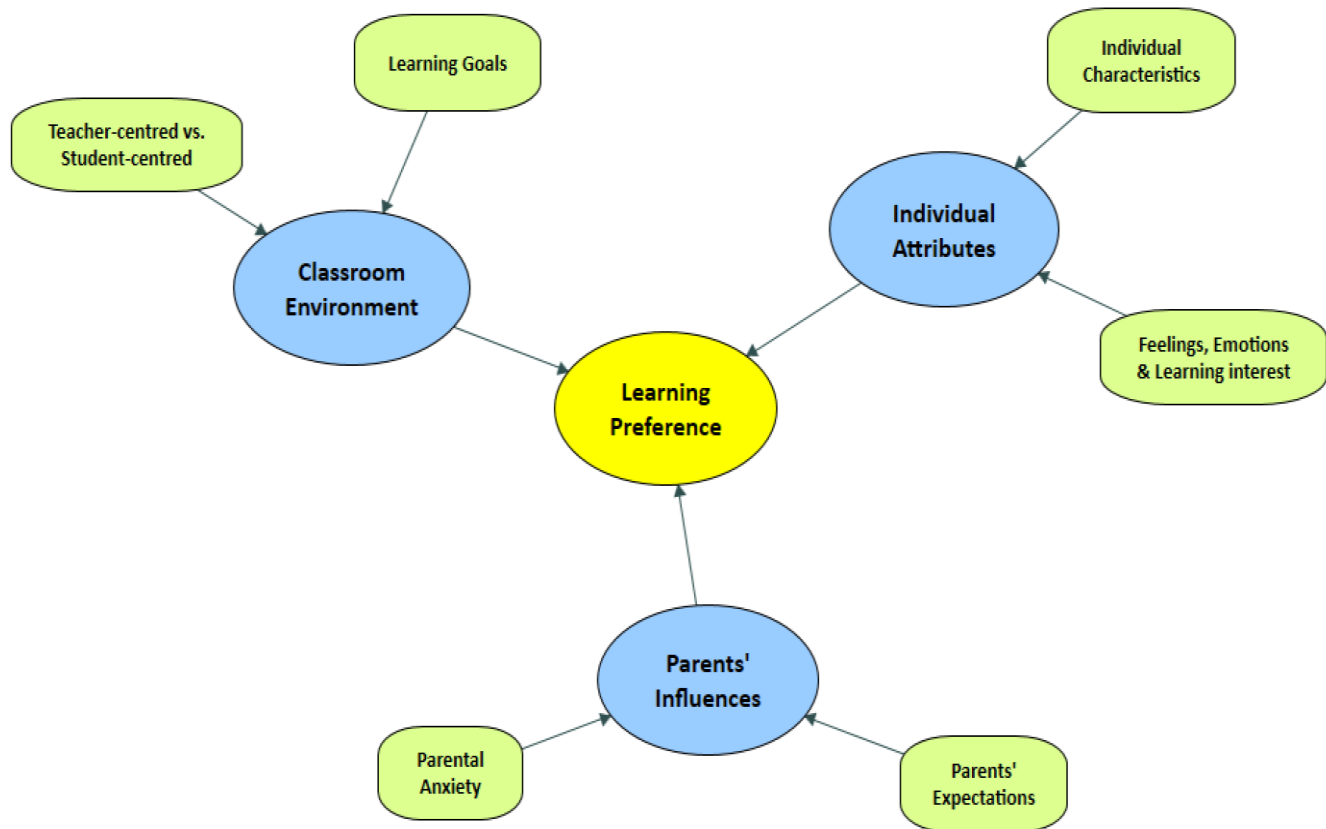 Learning Goals
Individual
Characteristics
Teacher-centred vs.
Student-centred
Individual
Attributes
Classroom
Environment
Feelings, Emotions
& Learning interest
Learning
Preference
Parents'
Influences
Parental
Anxiety
Parents'
Expectations